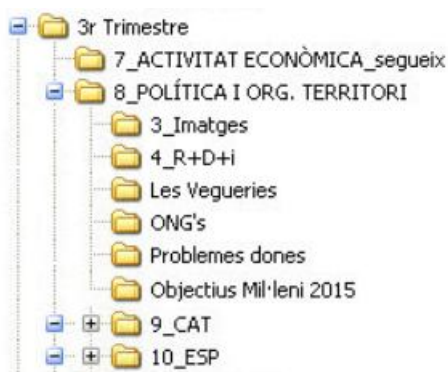 3r Trimestre
7_ACTIVITAT ECONÒMICA_segueix
8_POLÍTICA I ORG. TERRITORI
3_Imatges
4_R+D+i
Les Vegueries
ONG's
Problemes dones
Objectius Mil·leni 2015
9_CAT
10_ESP